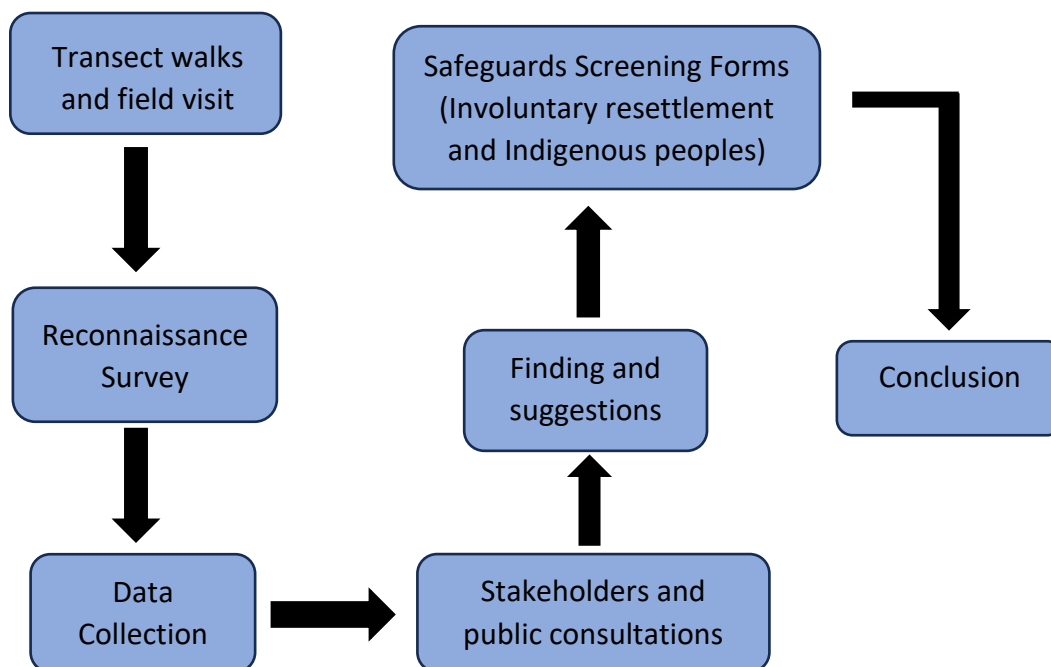 Transect walks
and field visit
Reconnaissance
Survey
Data
Collection
Stakeholders and
public consultations
Finding and
suggestions
Safeguards Screening Forms
(Involuntary resettlement
and Indigenous peoples)
Conclusion